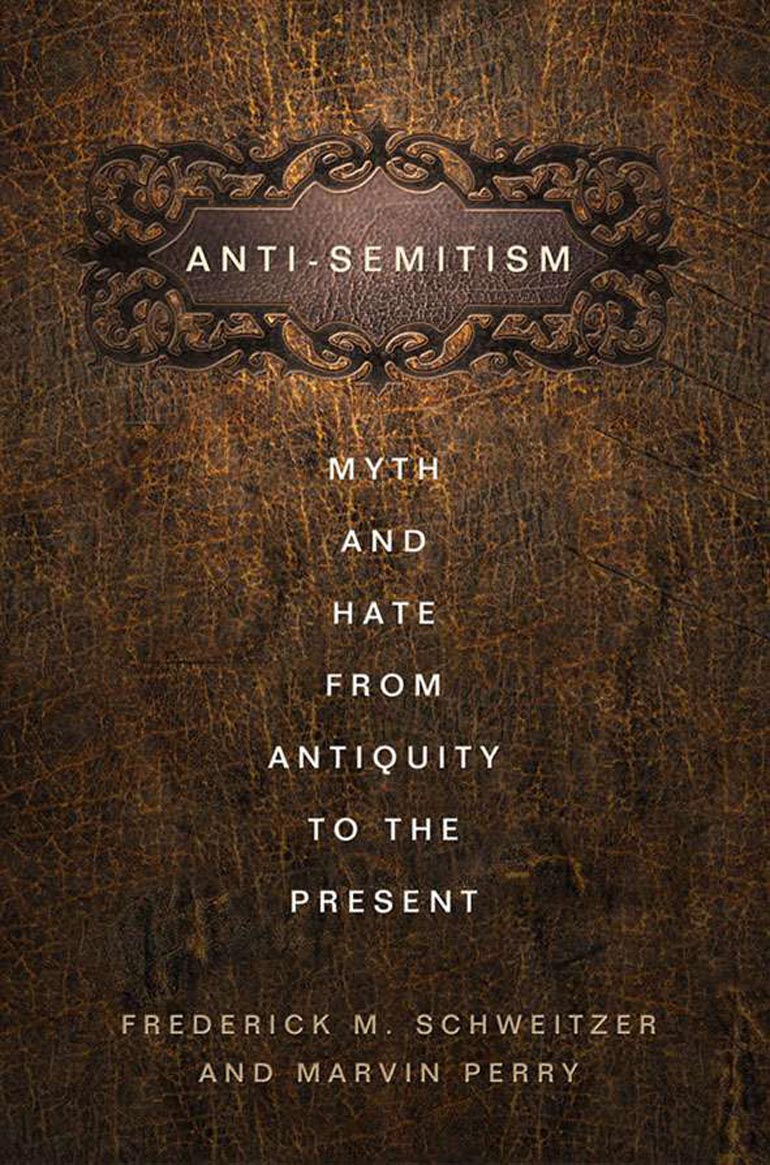 ANTI-SEMITISM
MYTH
AND
HATE
FROM
ANTIQUITY
TO THE
PRESENT
FREDERICK M. SCHWEITZER
AND MARVIN PERRY